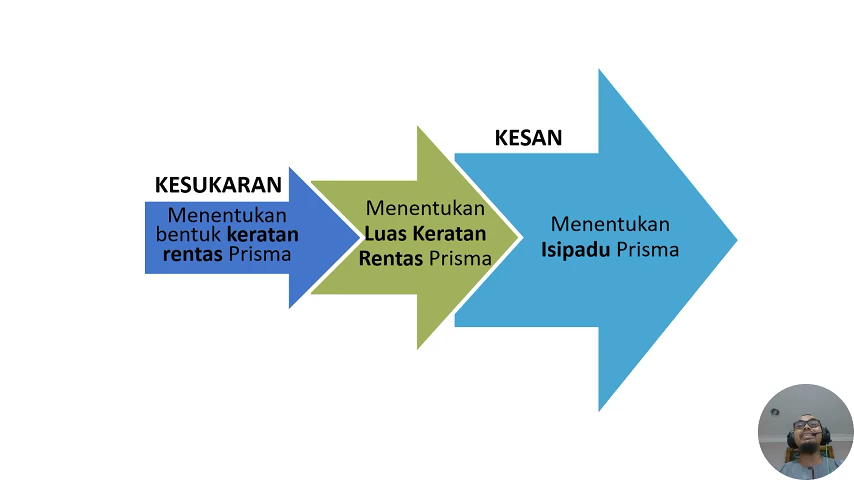 KESUKARAN
Menentukan
bentuk keratan
rentas Prisma
Menentukan
Luas Keratan
Rentas Prisma
KESAN
Menentukan
Isipadu Prisma